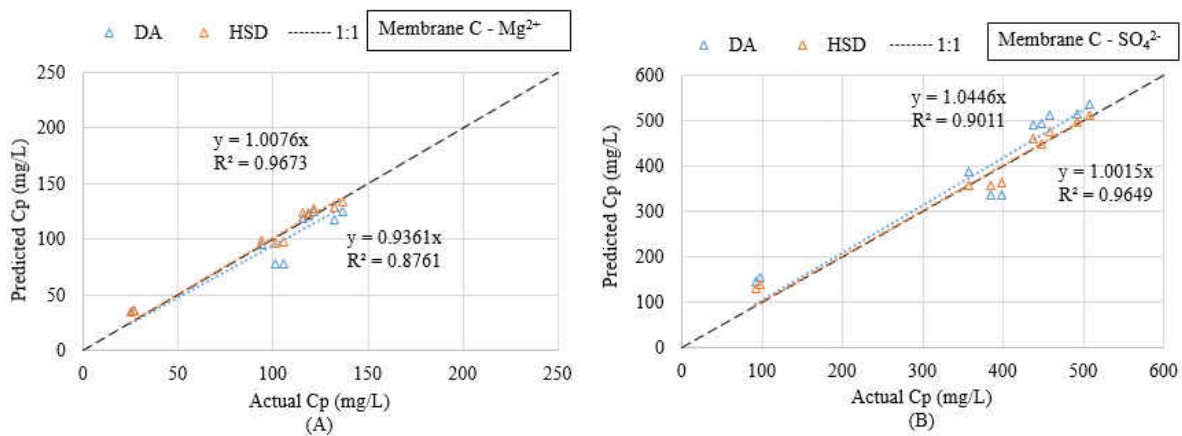 DA HSD 1:1 Membrane C - Mg²⁺
250
200
150
100
50
0
0 50 100 150 200 250
Predicted Cp (mg/L)
Actual Cp (mg/L)
(A)
y = 1.0076x
R² = 0.9673
y = 0.9361x
R² = 0.8761
DA HSD 1:1 Membrane C - SO₄²⁻
600
500
400
300
200
100
0
0 100 200 300 400 500 600
Predicted Cp (mg/L)
Actual Cp (mg/L)
(B)
y = 1.0446x
R² = 0.9011
y = 1.0015x
R² = 0.9649